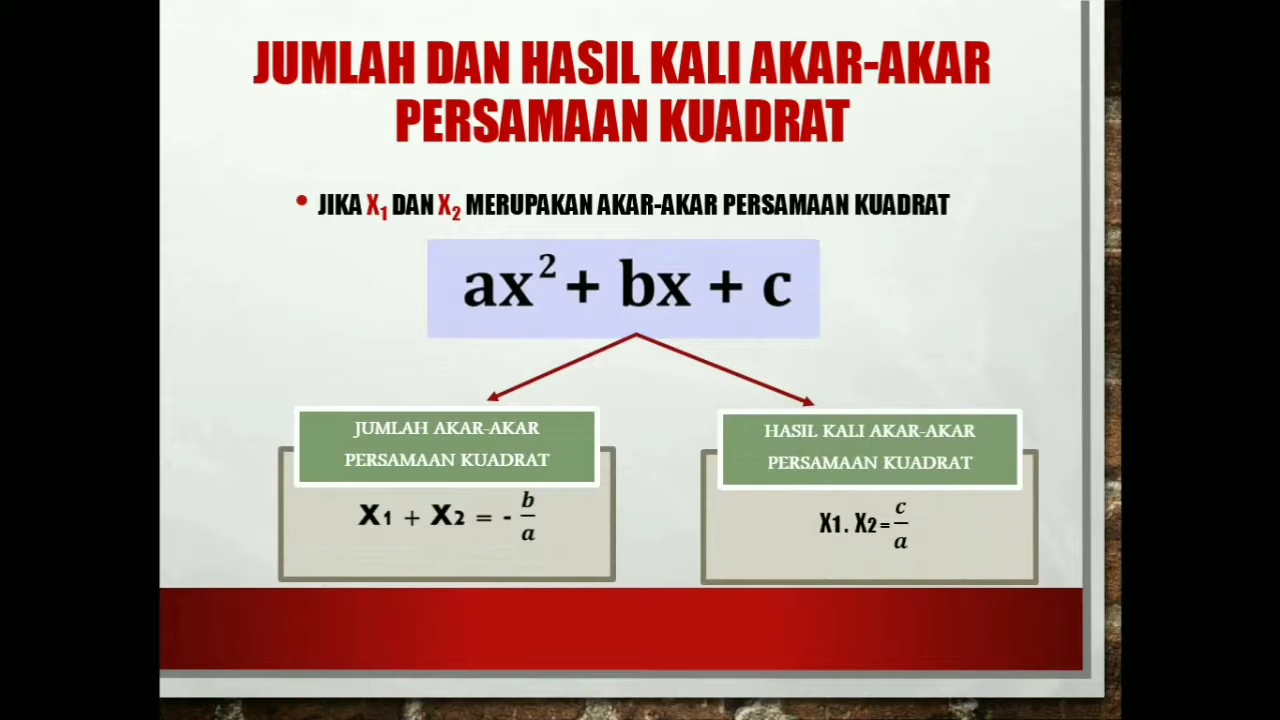 JUMLAH DAN HASIL KALI AKAR-AKAR
PERSAMAAN KUADRAT
• JIKA X₁ DAN X₂ MERUPAKAN AKAR-AKAR PERSAMAAN KUADRAT
ax² + bx + c
JUMLAH AKAR-AKAR
PERSAMAAN KUADRAT
X1 + X2 = - b/a
HASIL KALI AKAR-AKAR
PERSAMAAN KUADRAT
X1 . X2 = c/a